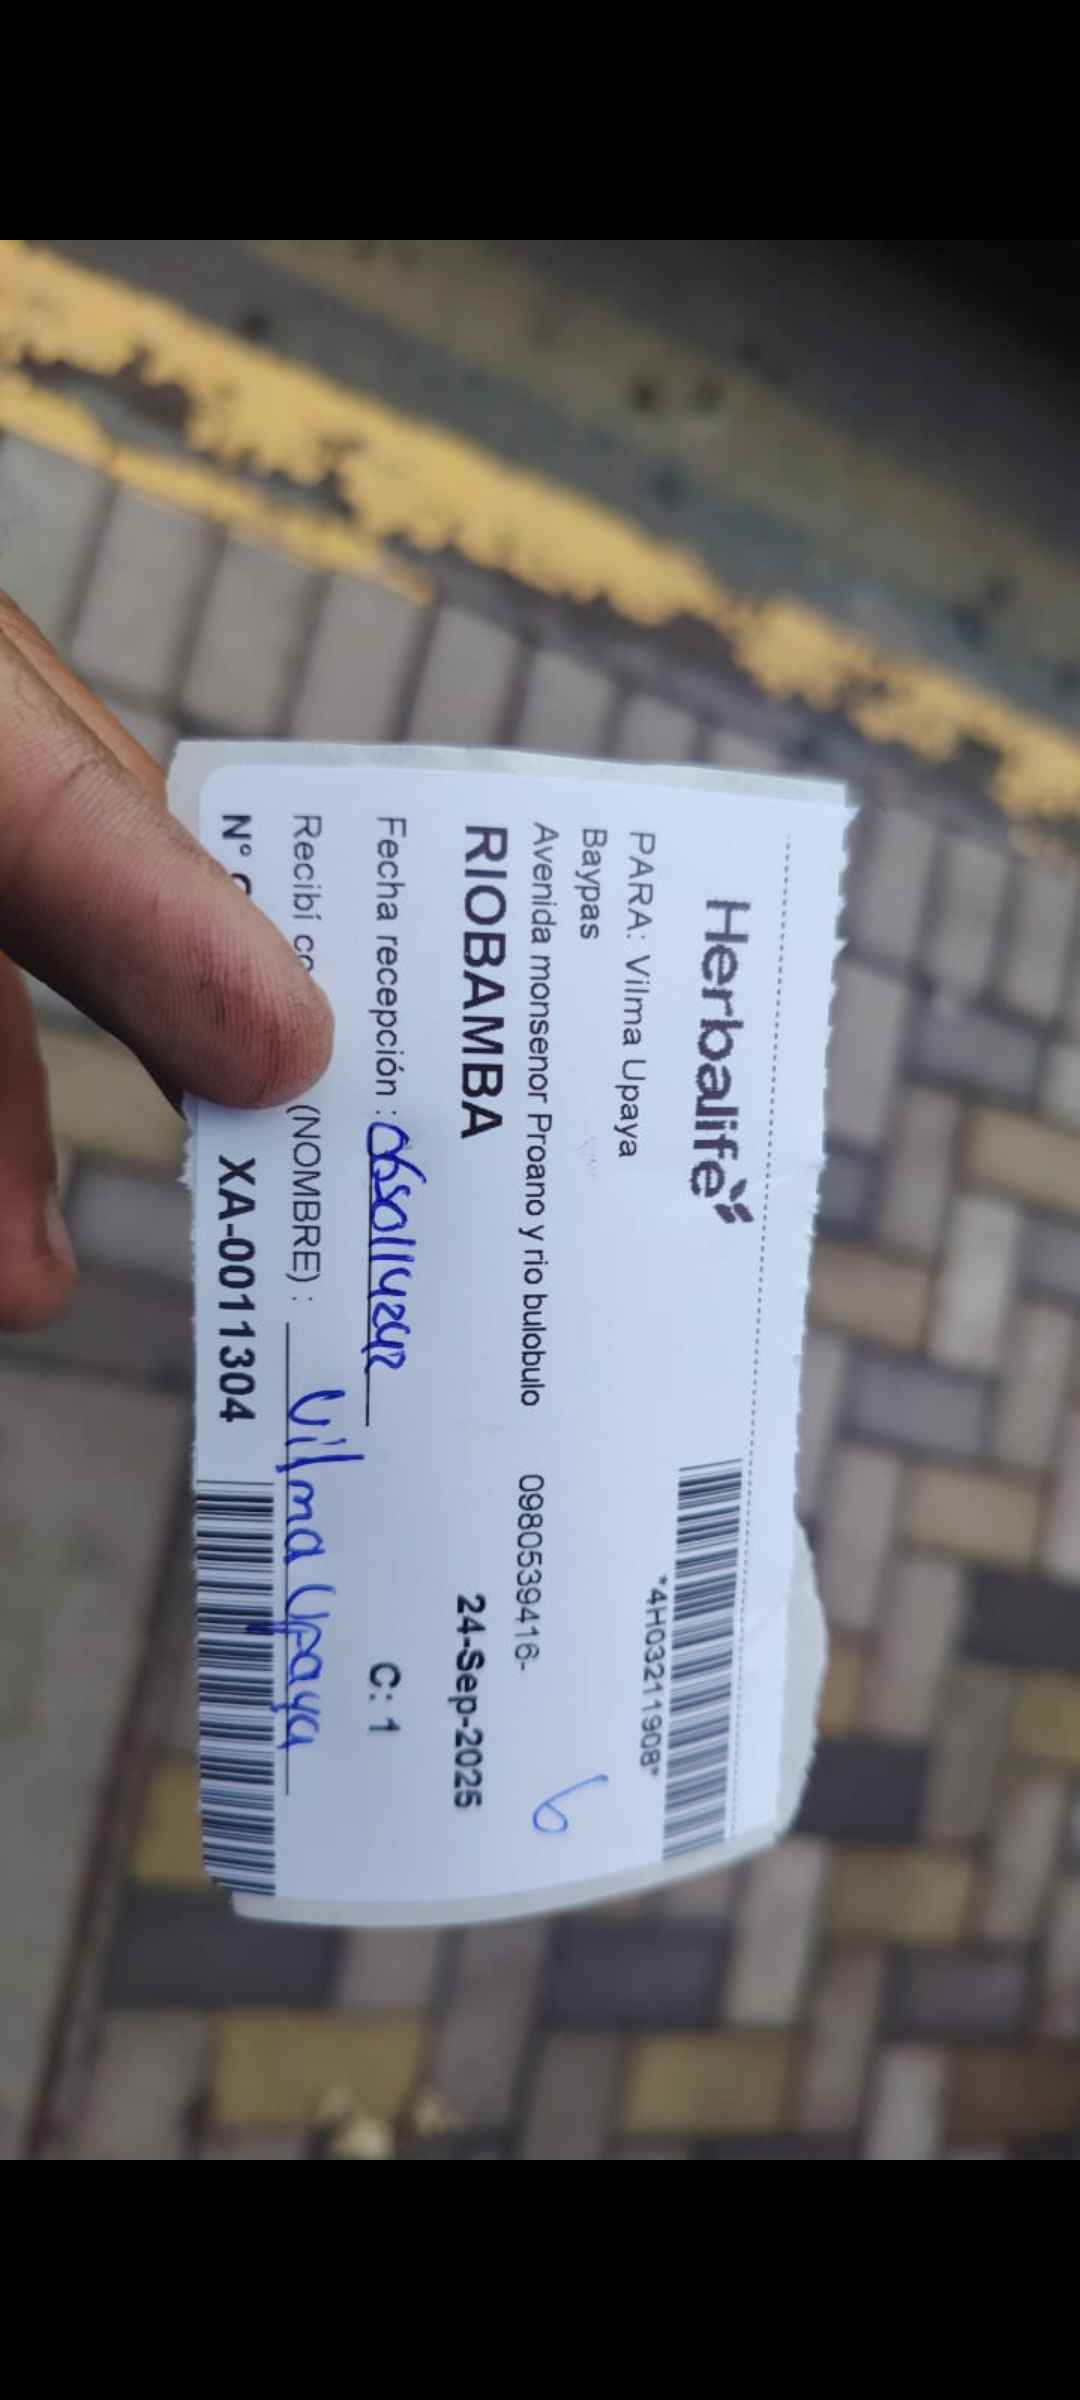 Herbalife
*4H03211908*
PARA: Vilma Upaya
Baypas
Avenida monsenor Proano y rio bulobulo 0980539416-
6
RIOBAMBA 24-Sep-2025
Fecha recepción : C: 1
Recibí (NOMBRE) : Vilma Upaya
N° XA-0011304